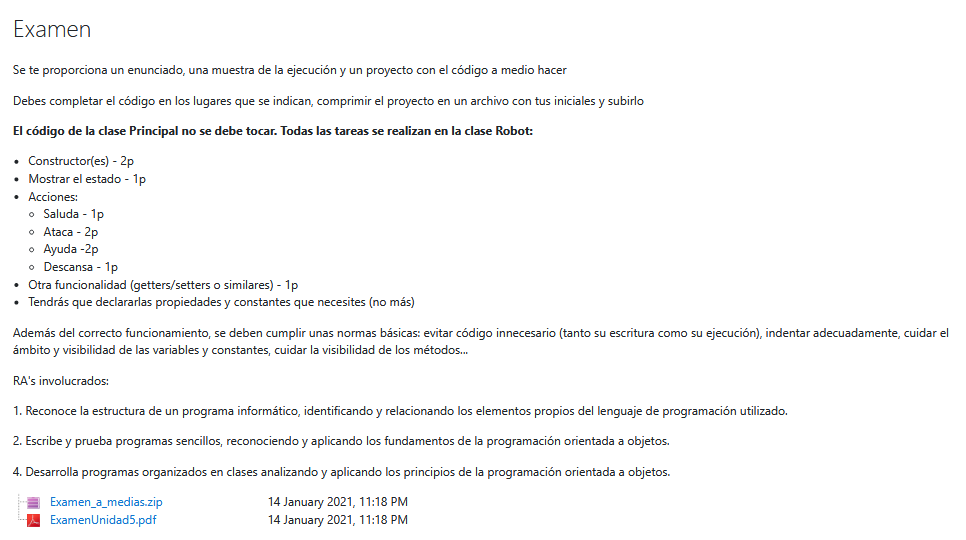 Examen
Se te proporciona un enunciado, una muestra de la ejecución y un proyecto con el código a medio hacer
Debes completar el código en los lugares que se indican, comprimir el proyecto en un archivo con tus iniciales y subirlo
El código de la clase Principal no se debe tocar. Todas las tareas se realizan en la clase Robot:
• Constructor(es) - 2p
• Mostrar el estado - 1p
• Acciones:
○ Saluda - 1p
○ Ataca - 2p
○ Ayuda -2p
○ Descansa - 1p
• Otra funcionalidad (getters/setters o similares) - 1p
• Tendrás que declararlas propiedades y constantes que necesites (no más)
Además del correcto funcionamiento, se deben cumplir unas normas básicas: evitar código innecesario (tanto su escritura como su ejecución), indentar adecuadamente, cuidar el
ámbito y visibilidad de las variables y constantes, cuidar la visibilidad de los métodos...
RA's involucrados:
1. Reconoce la estructura de un programa informático, identificando y relacionando los elementos propios del lenguaje de programación utilizado.
2. Escribe y prueba programas sencillos, reconociendo y aplicando los fundamentos de la programación orientada a objetos.
4. Desarrolla programas organizados en clases analizando y aplicando los principios de la programación orientada a objetos.
Examen_a_medias.zip 14 January 2021, 11:18 PM
ExamenUnidad5.pdf 14 January 2021, 11:18 PM